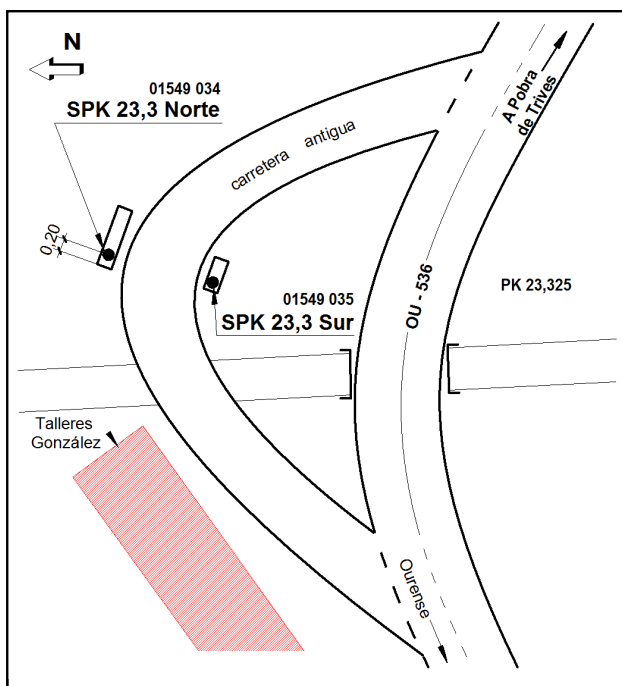 N
01549 034
SPK 23,3 Norte
0,20
carretera antigua
A Pobra
de Trives
OU - 536
PK 23,325
01549 035
SPK 23,3 Sur
Talleres
González
Ourense